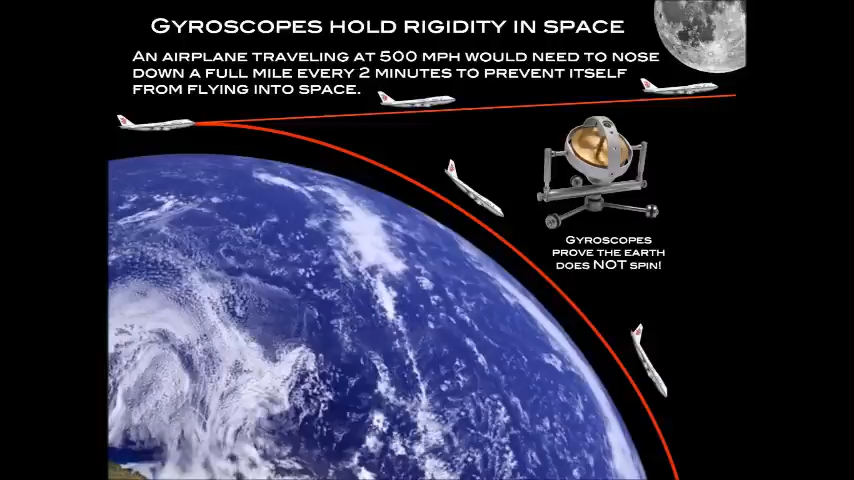 Gyroscopes hold rigidity in space
An airplane traveling at 500 mph would need to nose
down a full mile every 2 minutes to prevent itself
from flying into space.
Gyroscopes
prove the earth
does NOT spin!